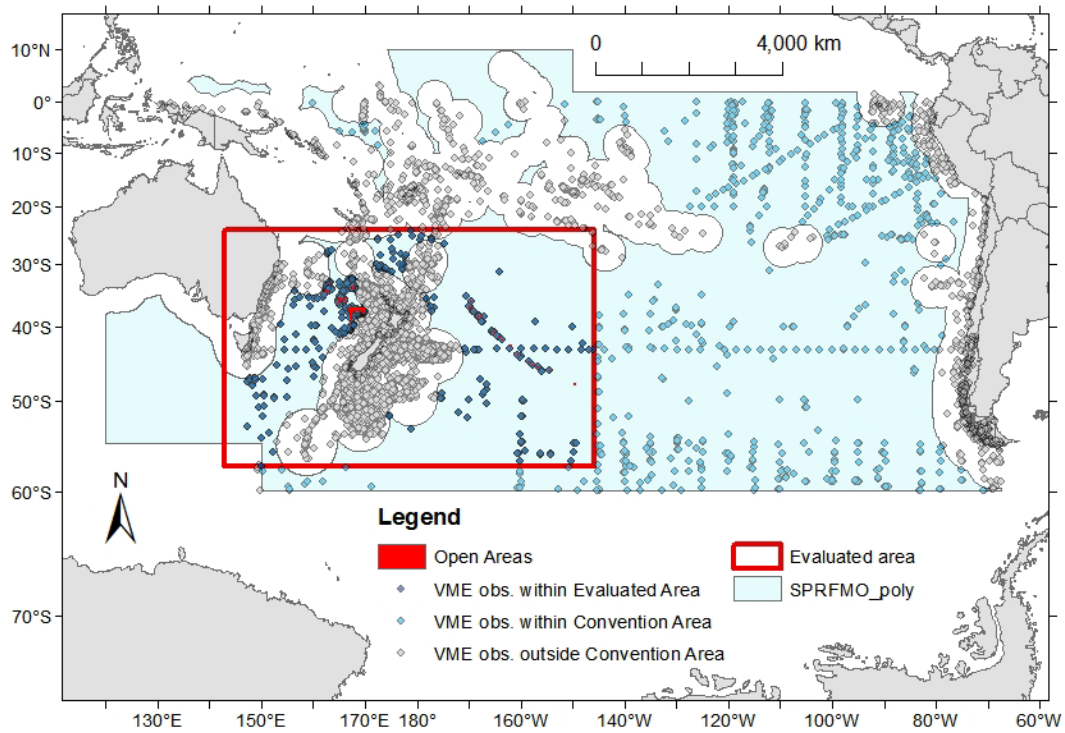 0 4,000 km
10°N
0°
10°S
20°S
30°S
40°S
50°S
60°S
70°S
N
Legend
Open Areas
Evaluated area
VME obs. within Evaluated Area
SPRFMO_poly
VME obs. within Convention Area
VME obs. outside Convention Area
130°E 150°E 170°E 180° 160°W 140°W 120°W 100°W 80°W 60°W